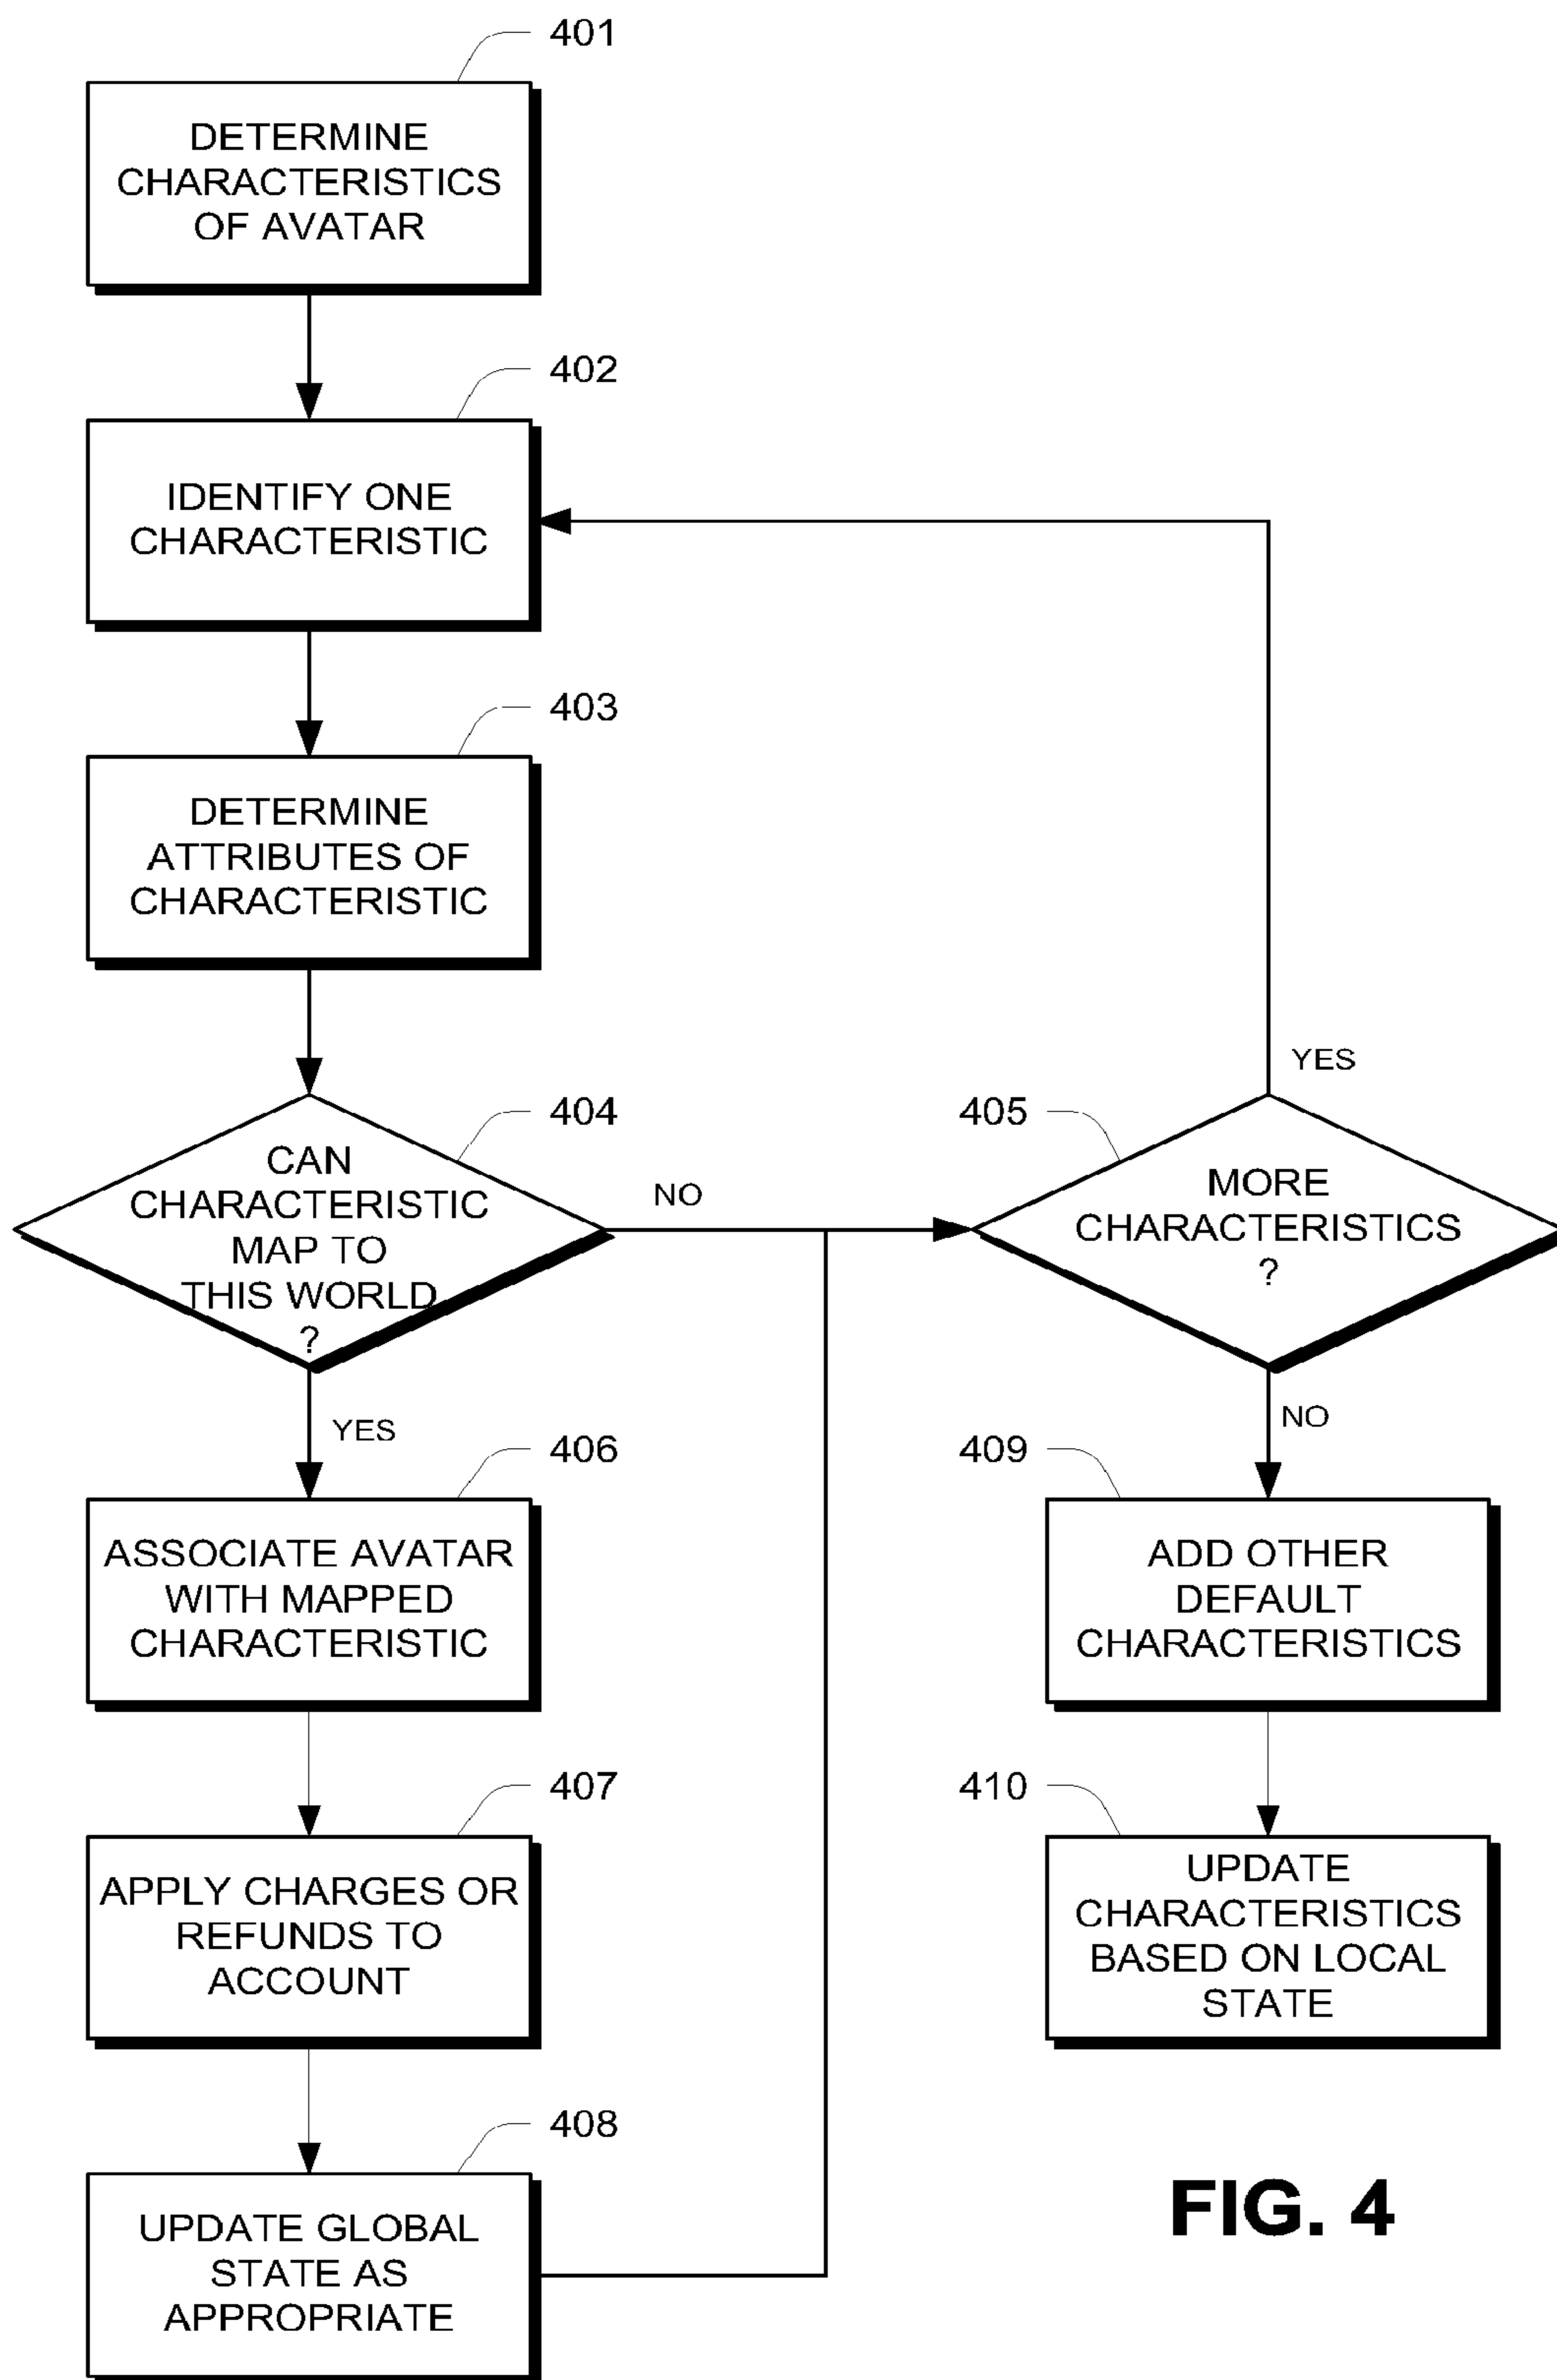 401
DETERMINE
CHARACTERISTICS
OF AVATAR
402
IDENTIFY ONE
CHARACTERISTIC
403
DETERMINE
ATTRIBUTES OF
CHARACTERISTIC
404
CAN
CHARACTERISTIC
MAP TO
THIS WORLD
?
NO
YES
405
MORE
CHARACTERISTICS
?
YES
NO
406
ASSOCIATE AVATAR
WITH MAPPED
CHARACTERISTIC
407
APPLY CHARGES OR
REFUNDS TO
ACCOUNT
408
UPDATE GLOBAL
STATE AS
APPROPRIATE
409
ADD OTHER
DEFAULT
CHARACTERISTICS
410
UPDATE
CHARACTERISTICS
BASED ON LOCAL
STATE
FIG. 4